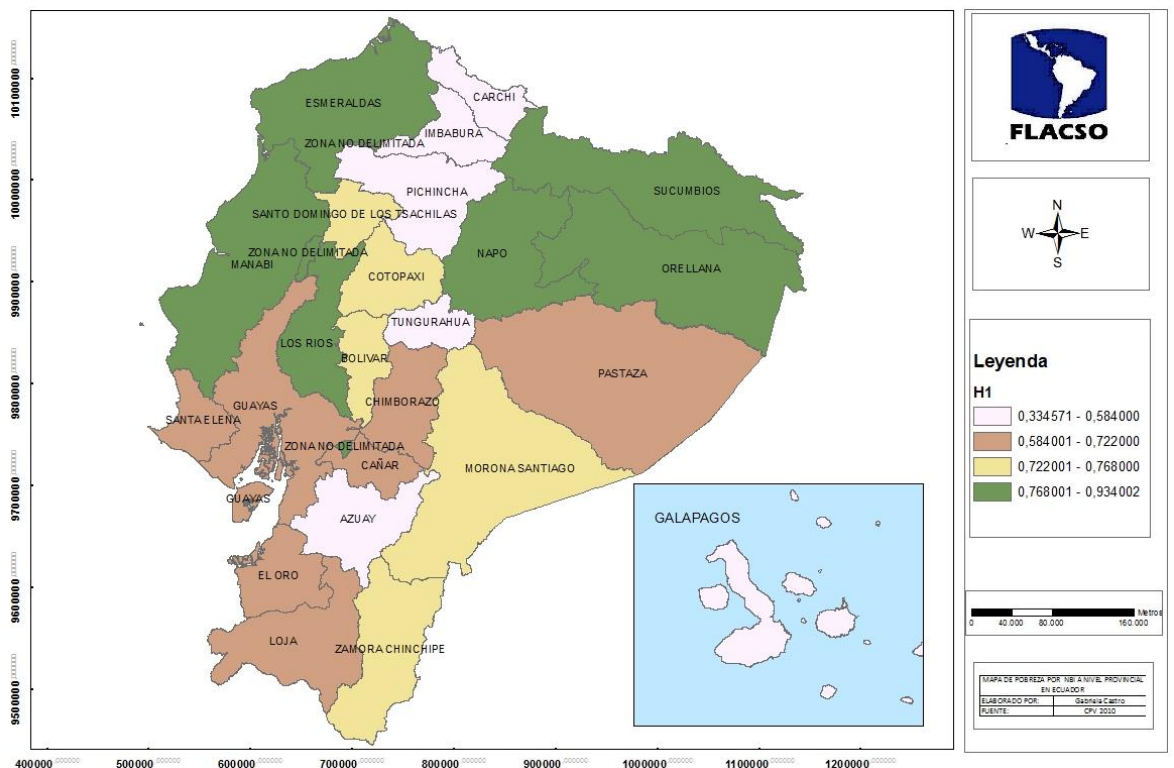 ESMERALDAS
CARCHI
IMBABURA
ZONA NO DELIMITADA
PICHINCHA
SUCUMBIOS
SANTO DOMINGO DE LOS TSACHILAS
ZONA NO DELIMITADA
MANABI
NAPO
ORELLANA
COTOPAXI
TUNGURAHUA
LOS RIOS
BOLIVAR
PASTAZA
CHIMBORAZO
GUAYAS
SANTA ELENA
ZONA NO DELIMITADA
CAÑAR
MORONA SANTIAGO
GUAYAS
AZUAY
EL ORO
LOJA
ZAMORA CHINCHIPE
GALAPAGOS
10100000
10000000
9900000
9800000
9700000
9600000
9500000
400000 500000 600000 700000 800000 900000 1000000 1100000 1200000
FLACSO
N
W E
S
Leyenda
H1
0,334571 - 0,584000
0,584001 - 0,722000
0,722001 - 0,768000
0,768001 - 0,934002
Metros
0 40.000 80.000 160.000
MAPA DE POBREZA POR NBI A NIVEL PROVINCIAL
EN ECUADOR
ELABORADO POR: Gabriela Castro
FUENTE: CPV 2010